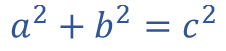 a² + b² = c²